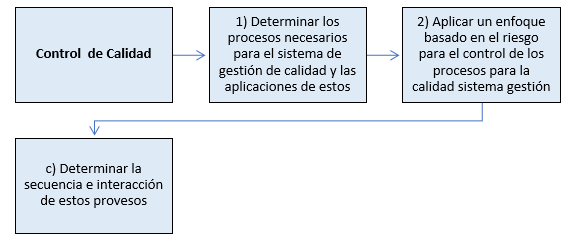 Control  de Calidad
1) Determinar los
procesos necesarios
para el sistema de
gestión de calidad y las
aplicaciones de estos
2) Aplicar un enfoque
basado en el riesgo
para el control de los
procesos para la
calidad sistema gestión
c) Determinar la
secuencia e interacción
de estos provesos